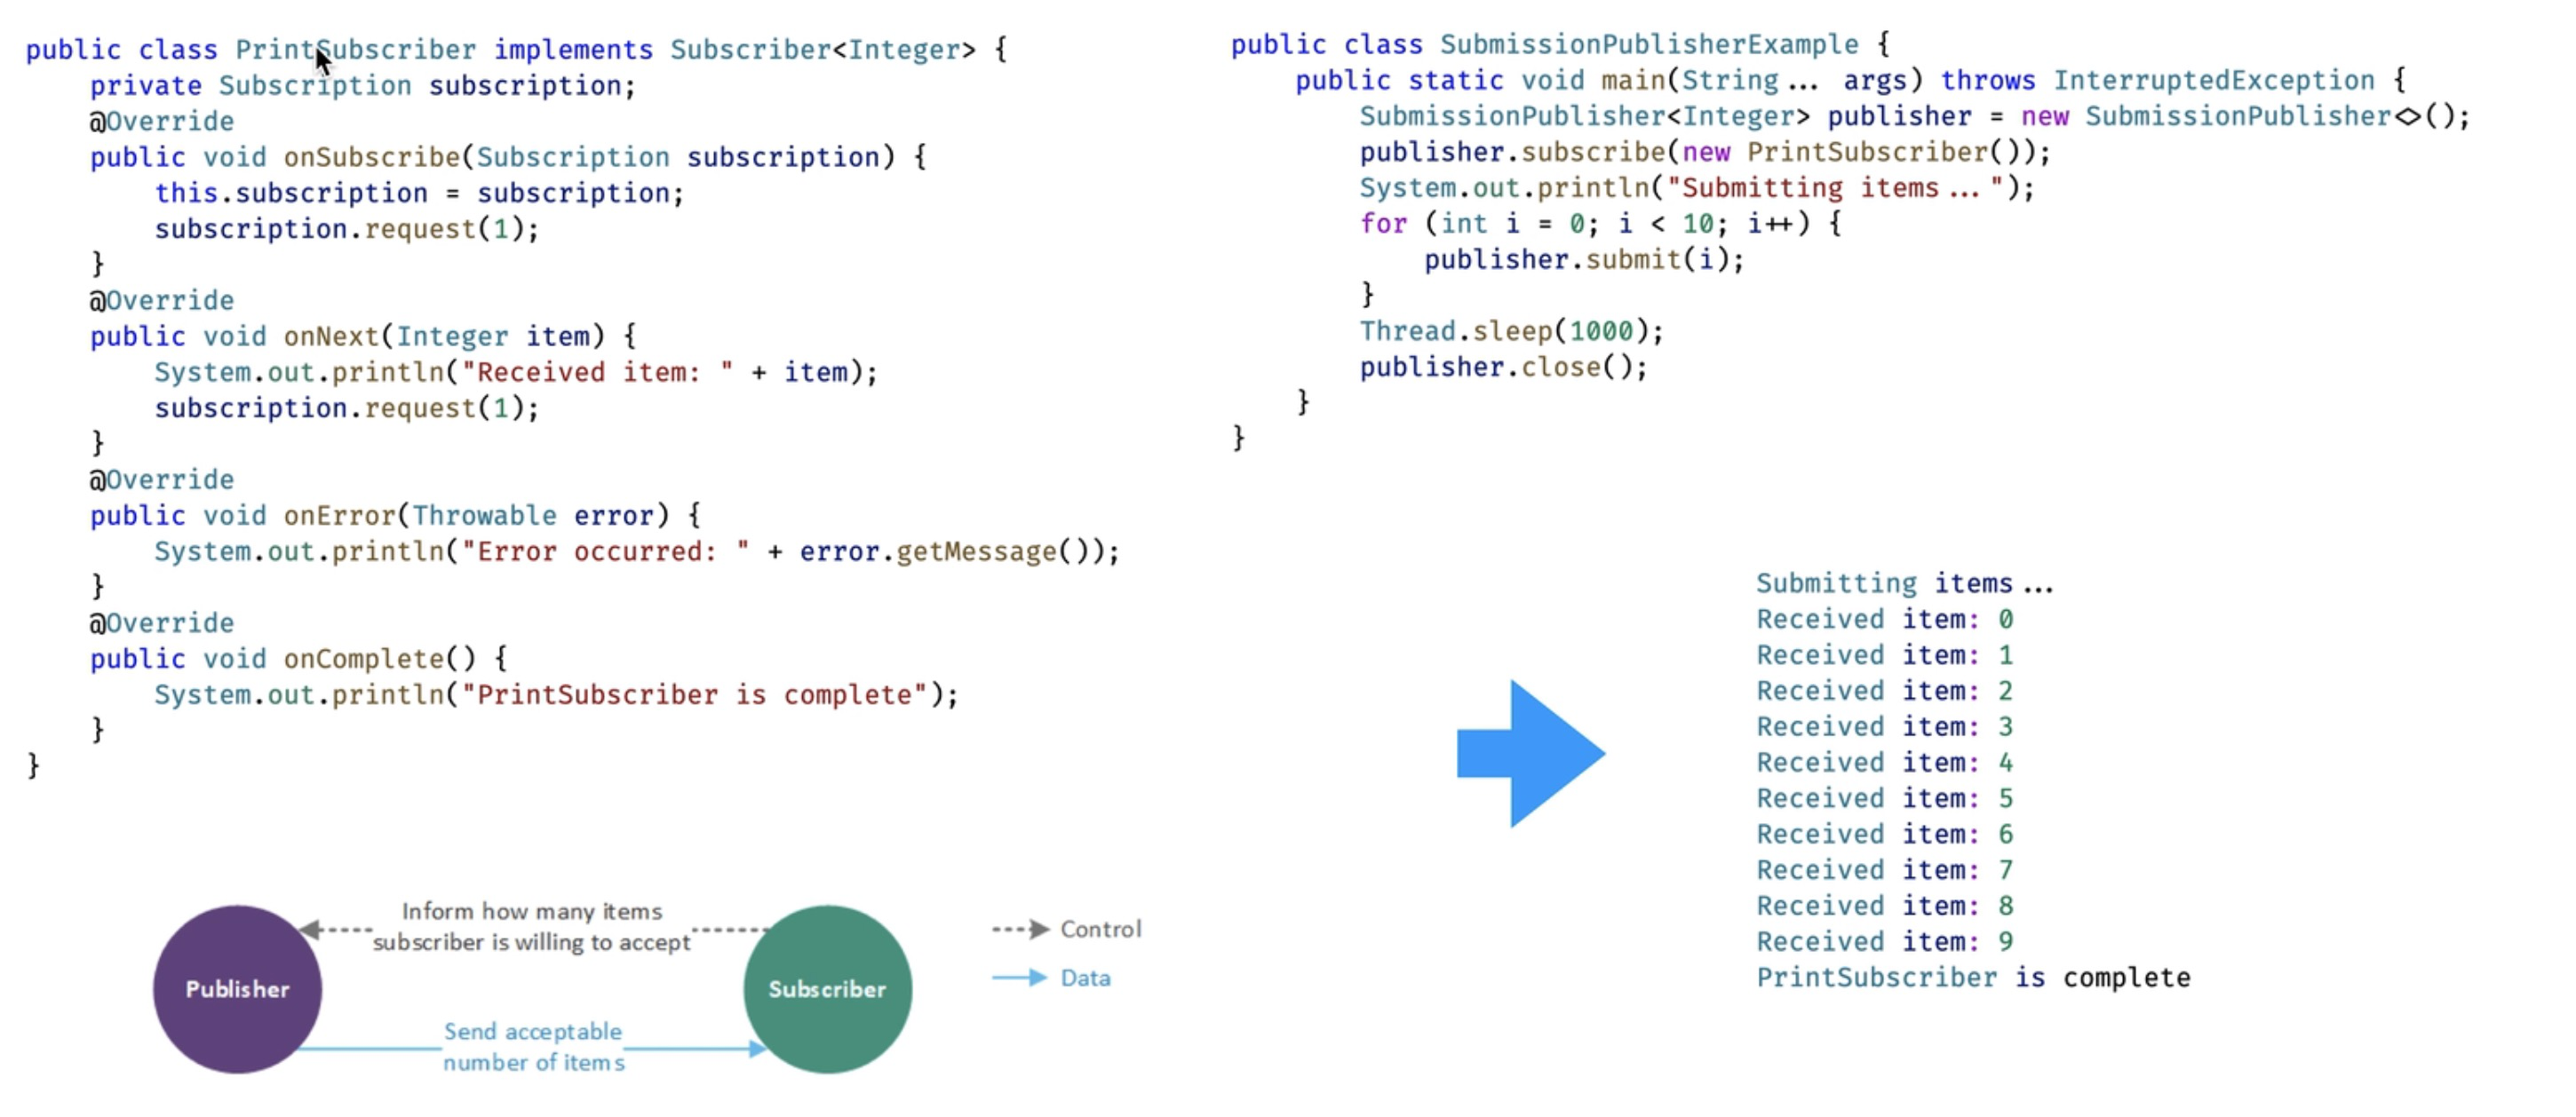 public class PrintSubscriber implements Subscriber<Integer> {
    private Subscription subscription;
    @Override
    public void onSubscribe(Subscription subscription) {
        this.subscription = subscription;
        subscription.request(1);
    }
    @Override
    public void onNext(Integer item) {
        System.out.println("Received item: " + item);
        subscription.request(1);
    }
    @Override
    public void onError(Throwable error) {
        System.out.println("Error occurred: " + error.getMessage());
    }
    @Override
    public void onComplete() {
        System.out.println("PrintSubscriber is complete");
    }
}
Inform how many items
subscriber is willing to accept
Publisher
Subscriber
Send acceptable
number of items
Control
Data
public class SubmissionPublisherExample {
    public static void main(String... args) throws InterruptedException {
        SubmissionPublisher<Integer> publisher = new SubmissionPublisher<>();
        publisher.subscribe(new PrintSubscriber());
        System.out.println("Submitting items...");
        for (int i = 0; i < 10; i++) {
            publisher.submit(i);
        }
        Thread.sleep(1000);
        publisher.close();
    }
}
Submitting items...
Received item: 0
Received item: 1
Received item: 2
Received item: 3
Received item: 4
Received item: 5
Received item: 6
Received item: 7
Received item: 8
Received item: 9
PrintSubscriber is complete